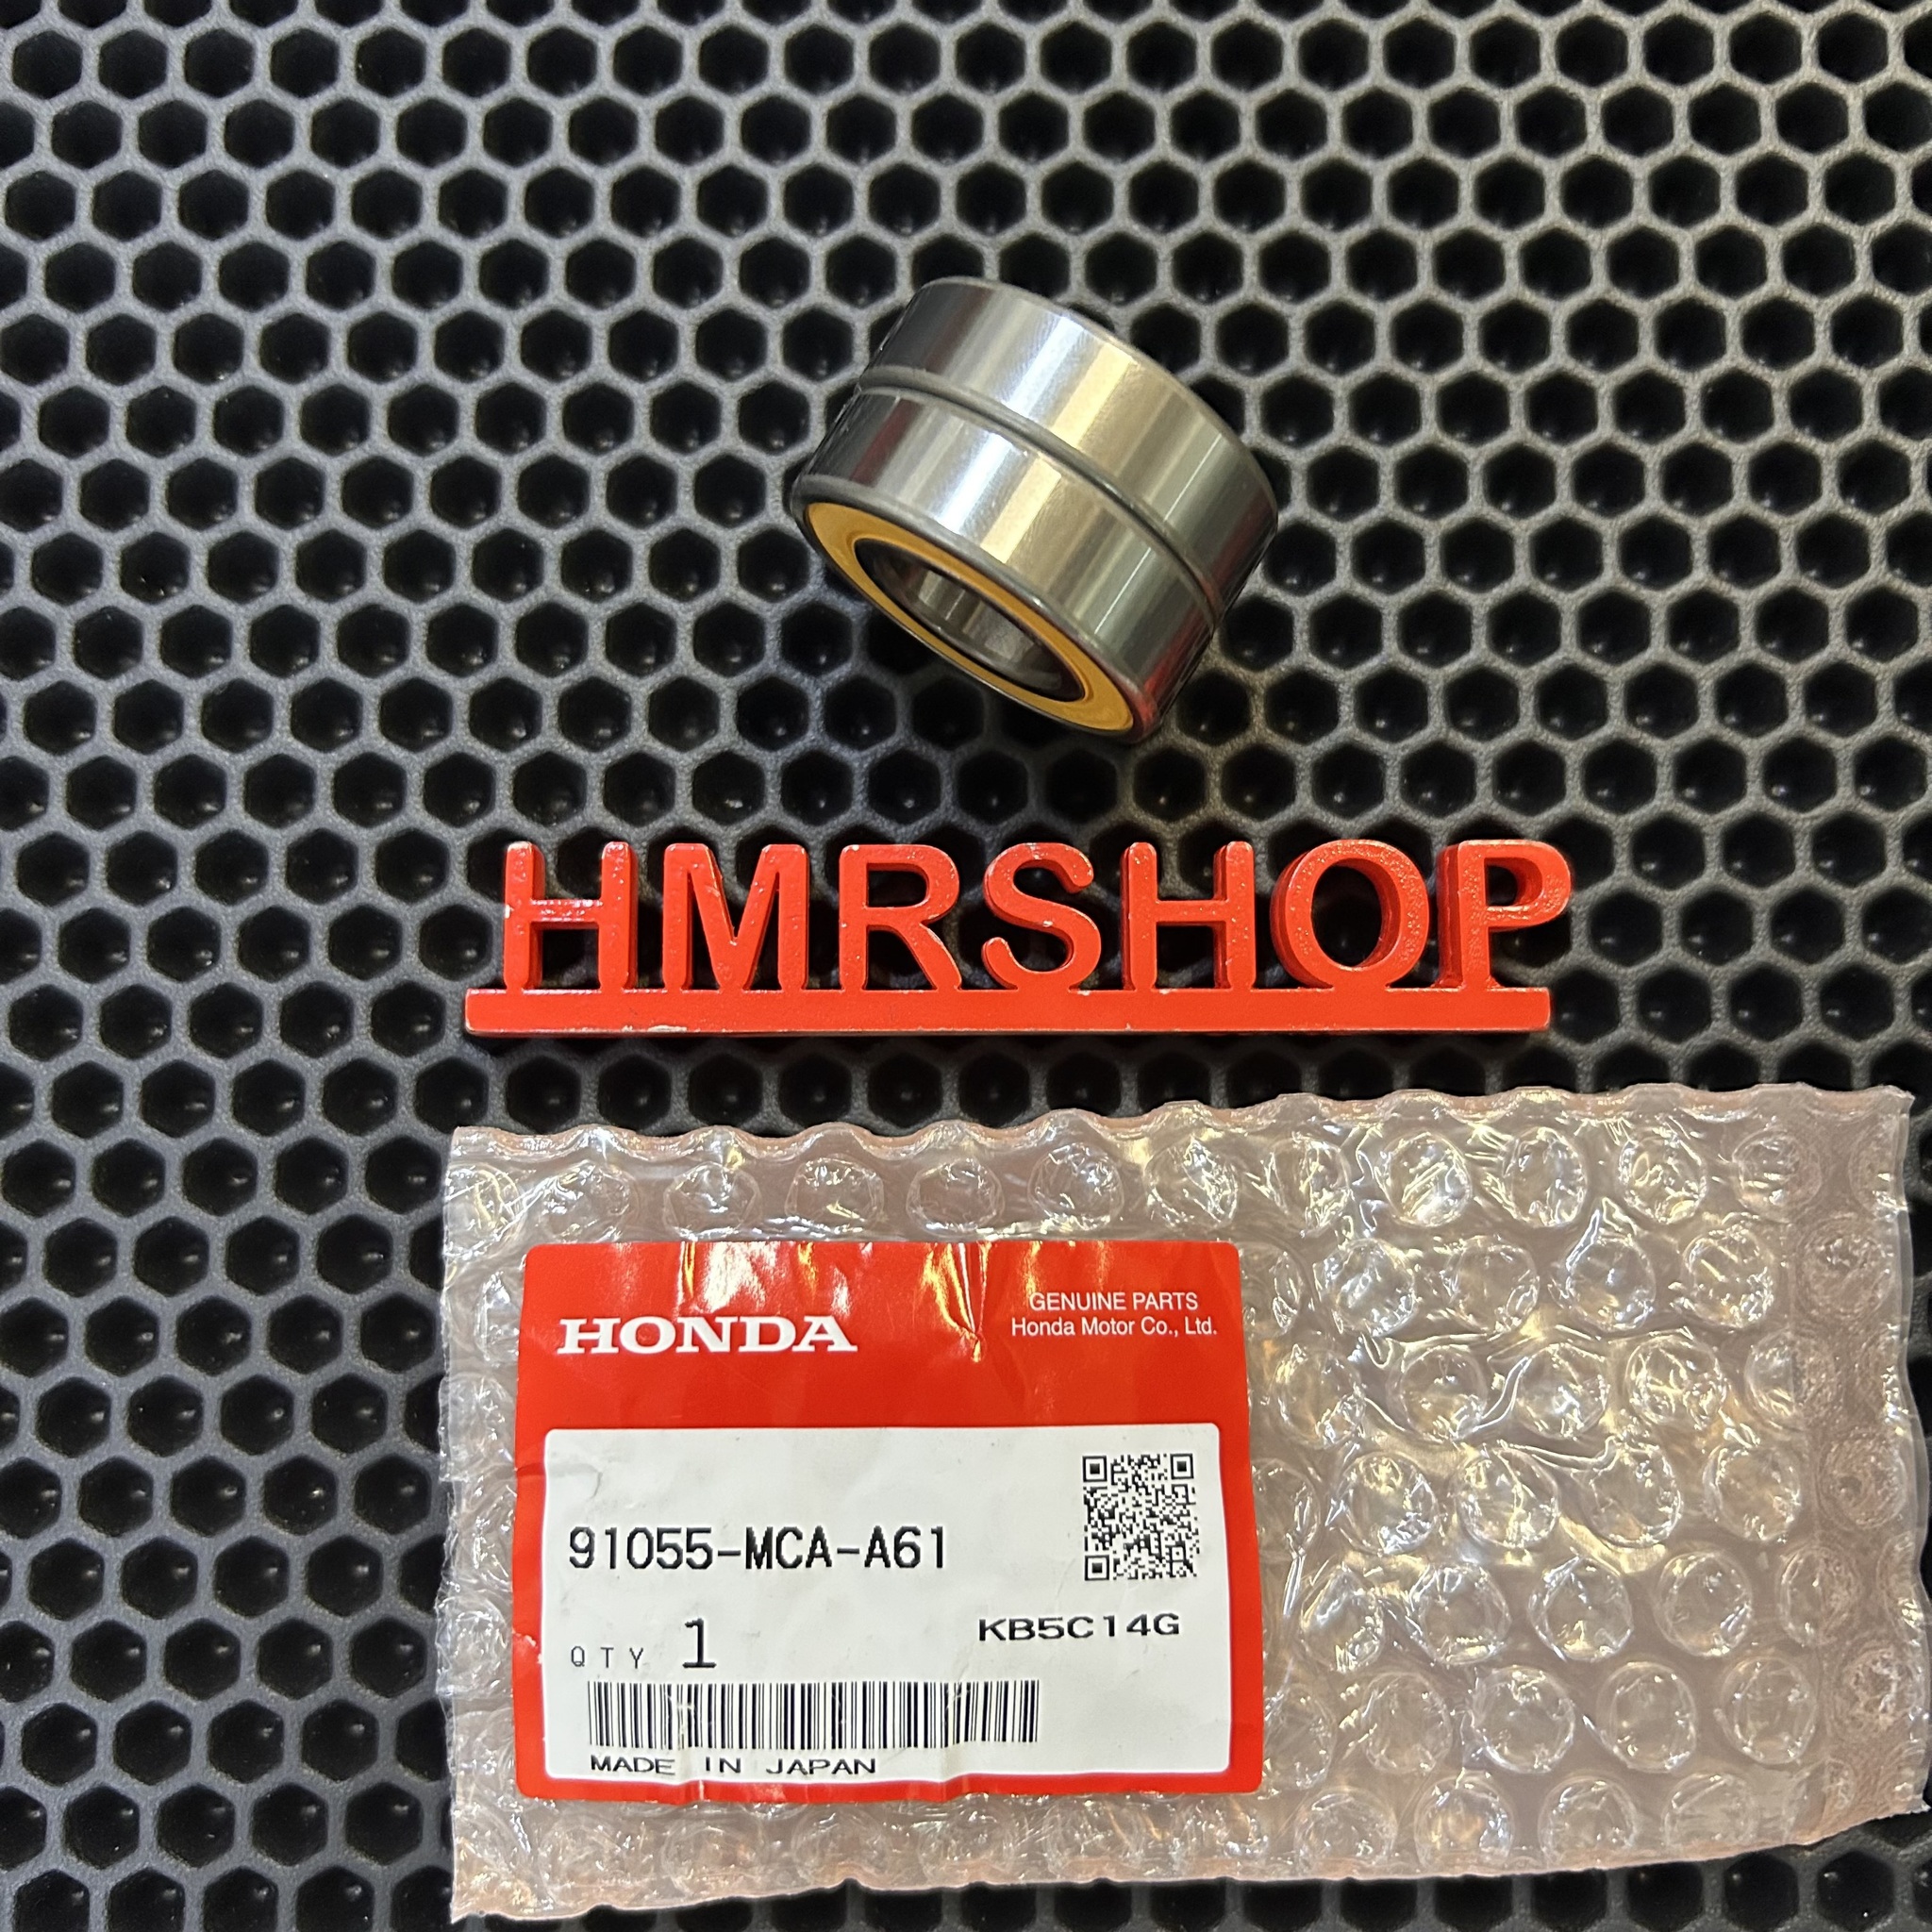 HMRSHOP
HONDA
GENUINE PARTS
Honda Motor Co., Ltd.
91055-MCA-A61
QTY 1
KB5C14G
MADE IN JAPAN